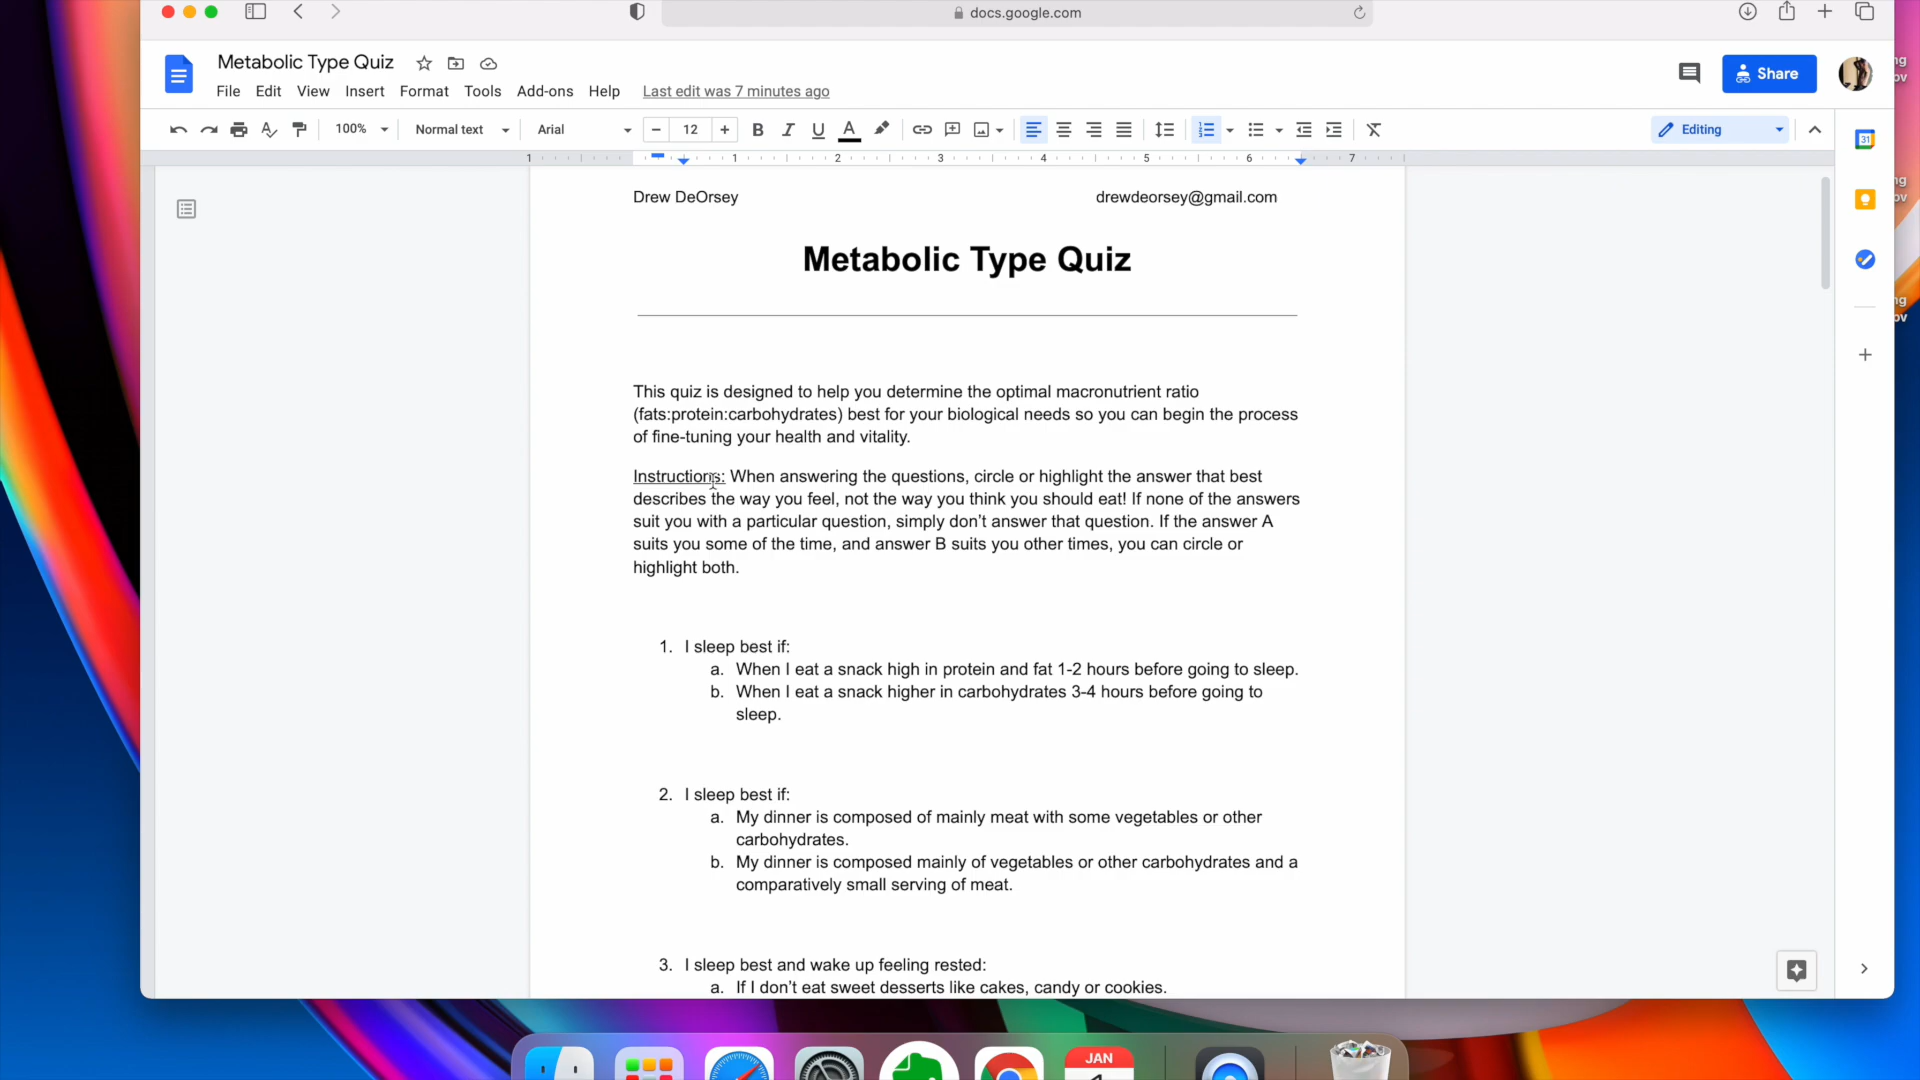 docs.google.com
Metabolic Type Quiz
File Edit View Insert Format Tools Add-ons Help Last edit was 7 minutes ago
Share
100% Normal text Arial 12 B I U A Editing
1 1 2 3 4 5 6 7
31
Drew DeOrsey drewdeorsey@gmail.com
Metabolic Type Quiz
This quiz is designed to help you determine the optimal macronutrient ratio
(fats:protein:carbohydrates) best for your biological needs so you can begin the process
of fine-tuning your health and vitality.
Instructions: When answering the questions, circle or highlight the answer that best
describes the way you feel, not the way you think you should eat! If none of the answers
suit you with a particular question, simply don’t answer that question. If the answer A
suits you some of the time, and answer B suits you other times, you can circle or
highlight both.
1. I sleep best if:
a. When I eat a snack high in protein and fat 1-2 hours before going to sleep.
b. When I eat a snack higher in carbohydrates 3-4 hours before going to
sleep.
2. I sleep best if:
a. My dinner is composed of mainly meat with some vegetables or other
carbohydrates.
b. My dinner is composed mainly of vegetables or other carbohydrates and a
comparatively small serving of meat.
3. I sleep best and wake up feeling rested:
a. If I don’t eat sweet desserts like cakes, candy or cookies.
JAN